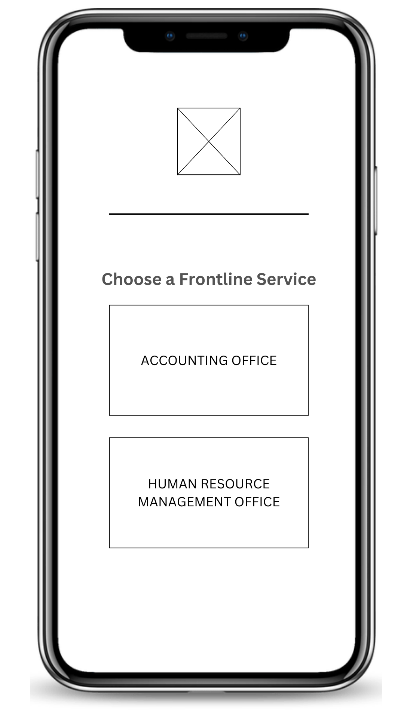 Choose a Frontline Service
ACCOUNTING OFFICE
HUMAN RESOURCE
MANAGEMENT OFFICE